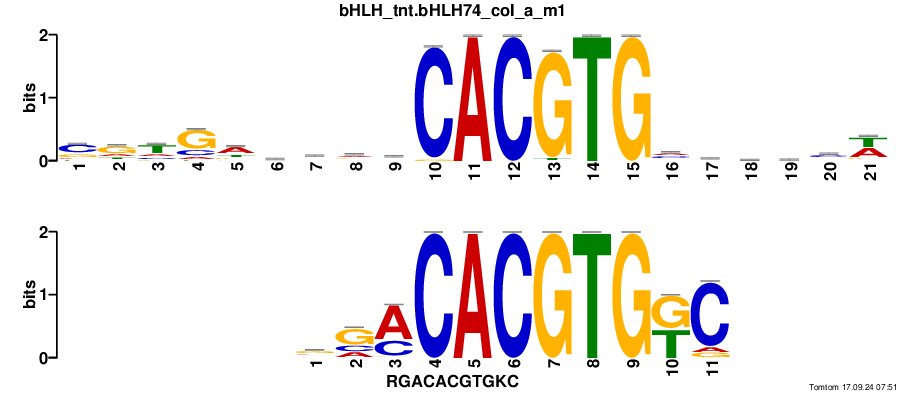 bHLH_tnt.bHLH74_col_a_m1
2
1
0
bits
CACGTG
1 2 3 4 5 6 7 8 9 10 11 12 13 14 15 16 17 18 19 20 21
2
1
0
bits
CACGTG
1 2 3 4 5 6 7 8 9 10 11
RGACACGTGKC
Tomtom 17.09.24 07:51